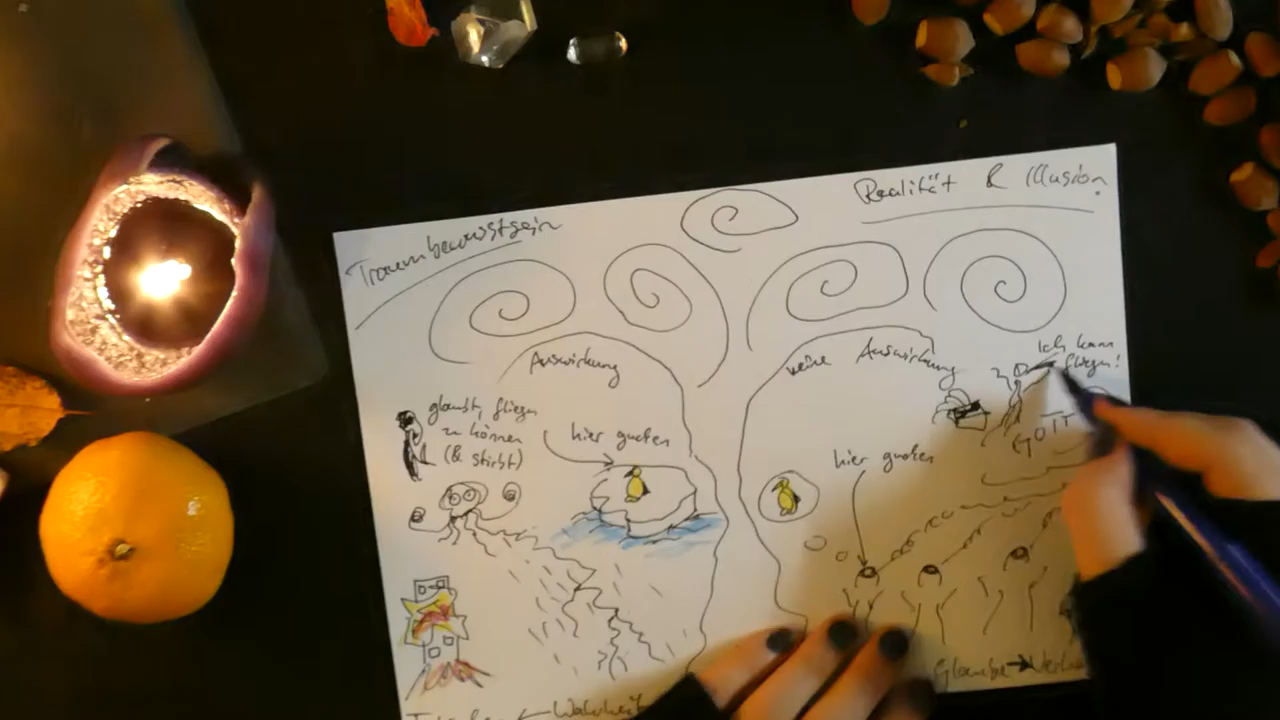 Traumbewusstsein
Realität & Illusion
Auswirkung
keine Auswirkung
Ich kann
fliegen!
glaubt, fliegen
zu können
(& stirbt)
hier gucken
hier gucken
GOTT
Glaube →
← Wahrheit